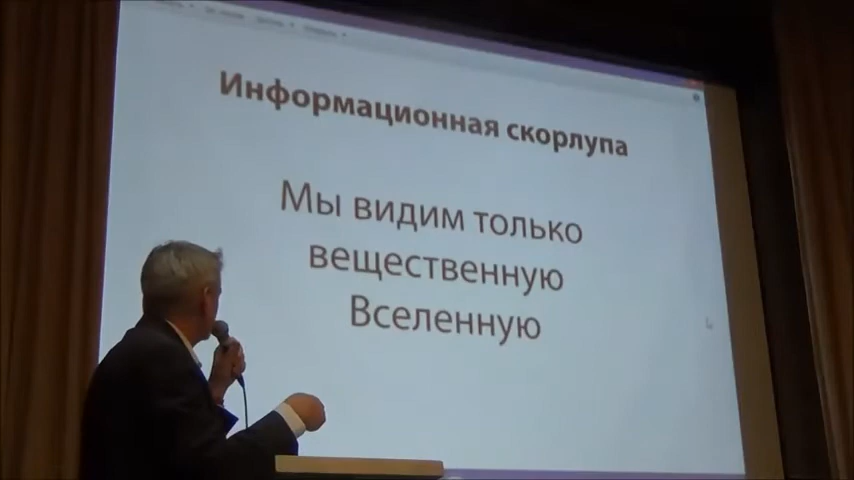 Информационная скорлупа
Мы видим только
вещественную
Вселенную